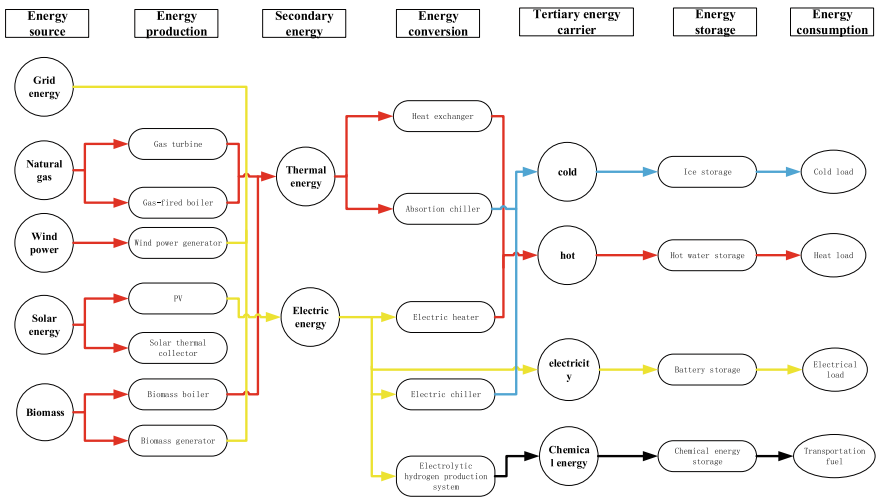 Energy
source
Energy
production
Secondary
energy
Energy
conversion
Tertiary energy
carrier
Energy
storage
Energy
consumption
Grid
energy
Natural
gas
Wind
power
Solar
energy
Biomass
Gas turbine
Gas-fired boiler
Wind power generator
PV
Solar thermal
collector
Biomass boiler
Biomass generator
Thermal
energy
Electric
energy
Heat exchanger
Absortion chiller
Electric heater
Electric chiller
Electrolytic
hydrogen production
system
cold
hot
electricit
y
Chemica
l energy
Ice storage
Hot water storage
Battery storage
Chemical energy
storage
Cold load
Heat load
Electrical
load
Transportation
fuel